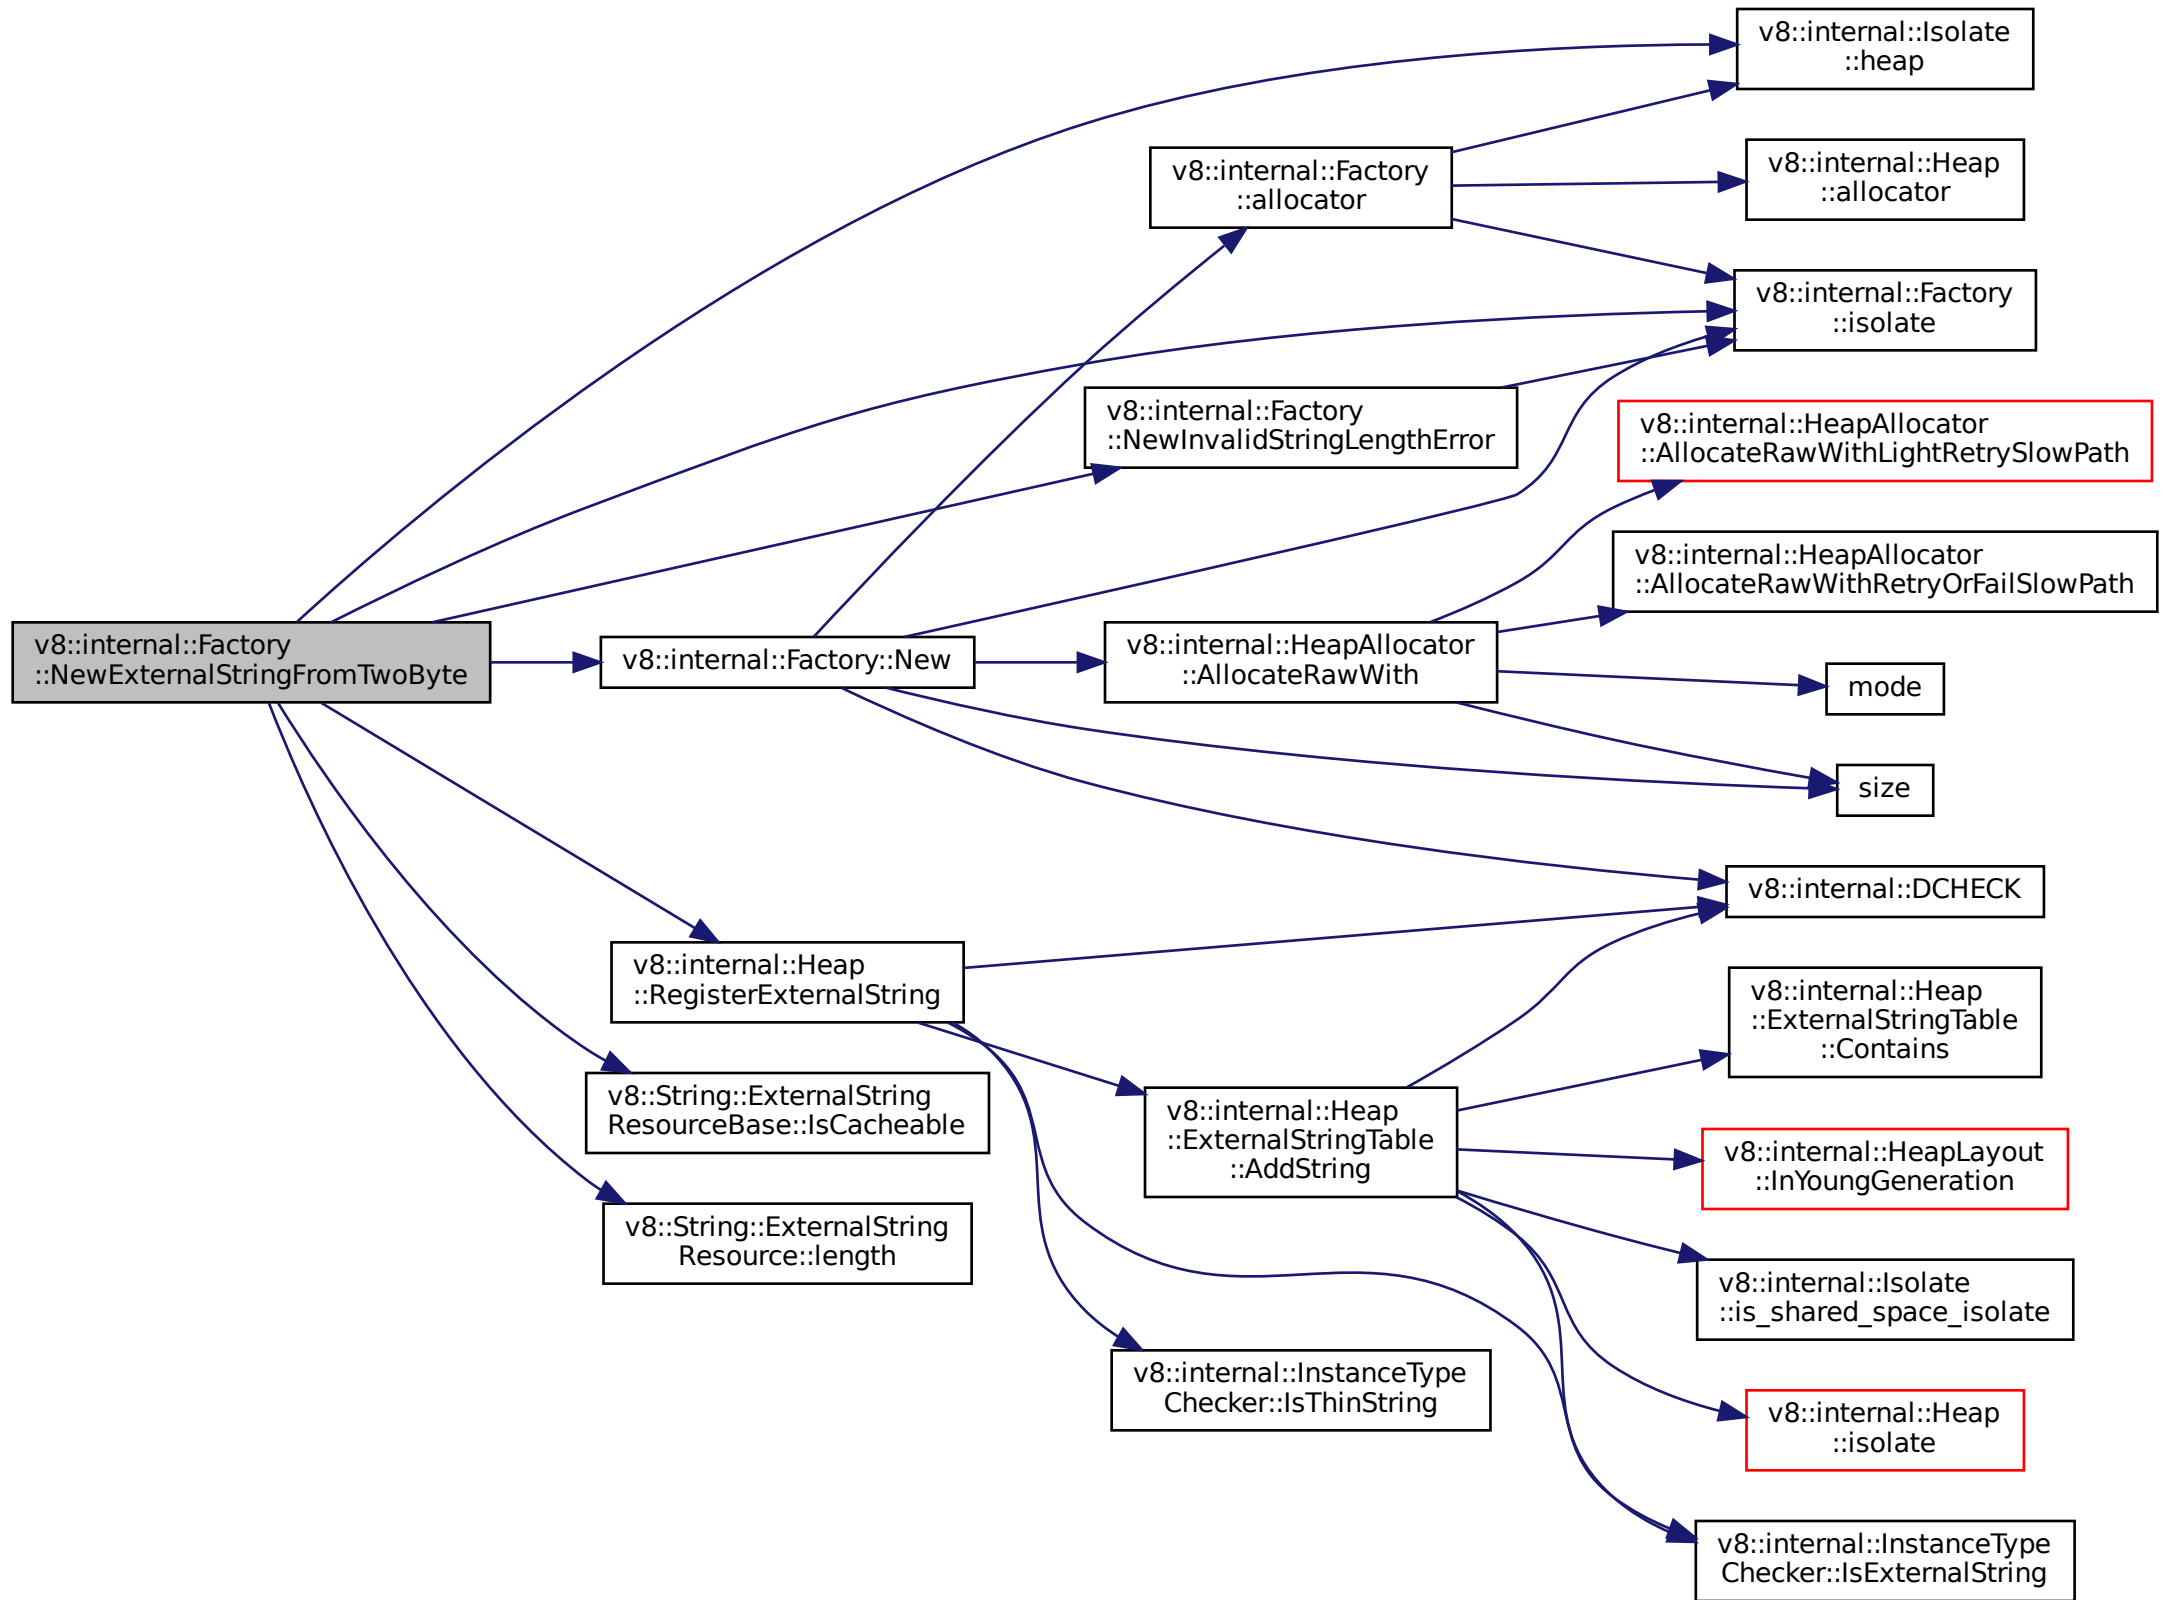 v8::internal::Isolate
::heap
v8::internal::Heap
::allocator
v8::internal::Factory
::allocator
v8::internal::Factory
::isolate
v8::internal::Factory
::NewInvalidStringLengthError
v8::internal::HeapAllocator
::AllocateRawWithLightRetrySlowPath
v8::internal::HeapAllocator
::AllocateRawWithRetryOrFailSlowPath
v8::internal::Factory
::NewExternalStringFromTwoByte
v8::internal::Factory::New
v8::internal::HeapAllocator
::AllocateRawWith
mode
size
v8::internal::DCHECK
v8::internal::Heap
::RegisterExternalString
v8::internal::Heap
::ExternalStringTable
::Contains
v8::String::ExternalString
ResourceBase::IsCacheable
v8::internal::Heap
::ExternalStringTable
::AddString
v8::internal::HeapLayout
::InYoungGeneration
v8::String::ExternalString
Resource::length
v8::internal::Isolate
::is_shared_space_isolate
v8::internal::InstanceType
Checker::IsThinString
v8::internal::Heap
::isolate
v8::internal::InstanceType
Checker::IsExternalString